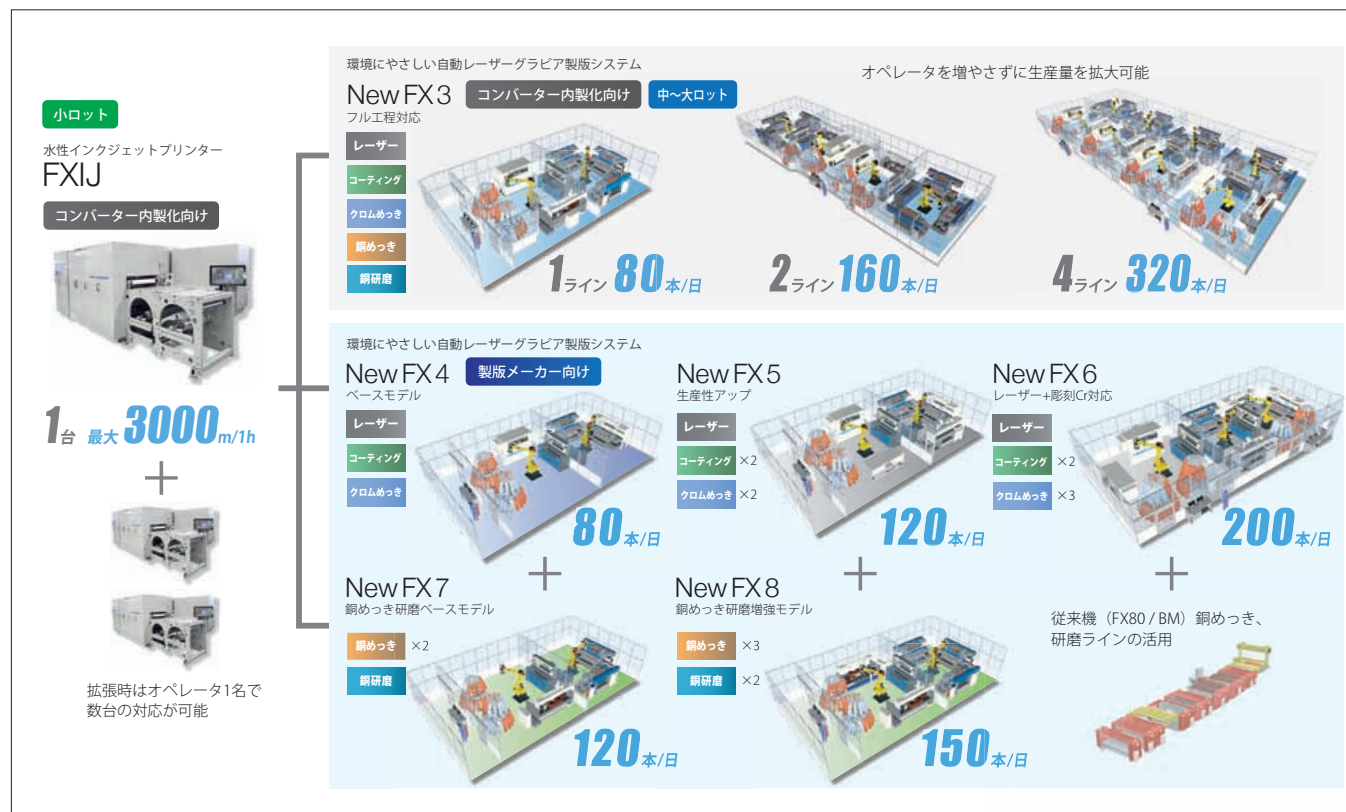 小ロット
水性インクジェットプリンター
FXIJ
コンバーター内製化向け
1台 最大 3000m/1h
+
拡張時はオペレータ1名で
数台の対応が可能
環境にやさしい自動レーザーグラビア製版システム
New FX3 コンバーター内製化向け 中〜大ロット
フル工程対応
オペレータを増やさずに生産量を拡大可能
レーザー
コーティング
クロムめっき
銅めっき
銅研磨
1ライン 80本/日
2ライン 160本/日
4ライン 320本/日
環境にやさしい自動レーザーグラビア製版システム
New FX4 製版メーカー向け
ベースモデル
レーザー
コーティング
クロムめっき
80本/日
New FX5
生産性アップ
レーザー
コーティング ×2
クロムめっき ×2
120本/日
New FX6
レーザー+彫刻Cr対応
レーザー
コーティング ×2
クロムめっき ×3
200本/日
+
+
+
New FX7
銅めっき研磨ベースモデル
銅めっき ×2
銅研磨
120本/日
New FX8
銅めっき研磨増強モデル
銅めっき ×3
銅研磨 ×2
150本/日
従来機（FX80 / BM）銅めっき、
研磨ラインの活用